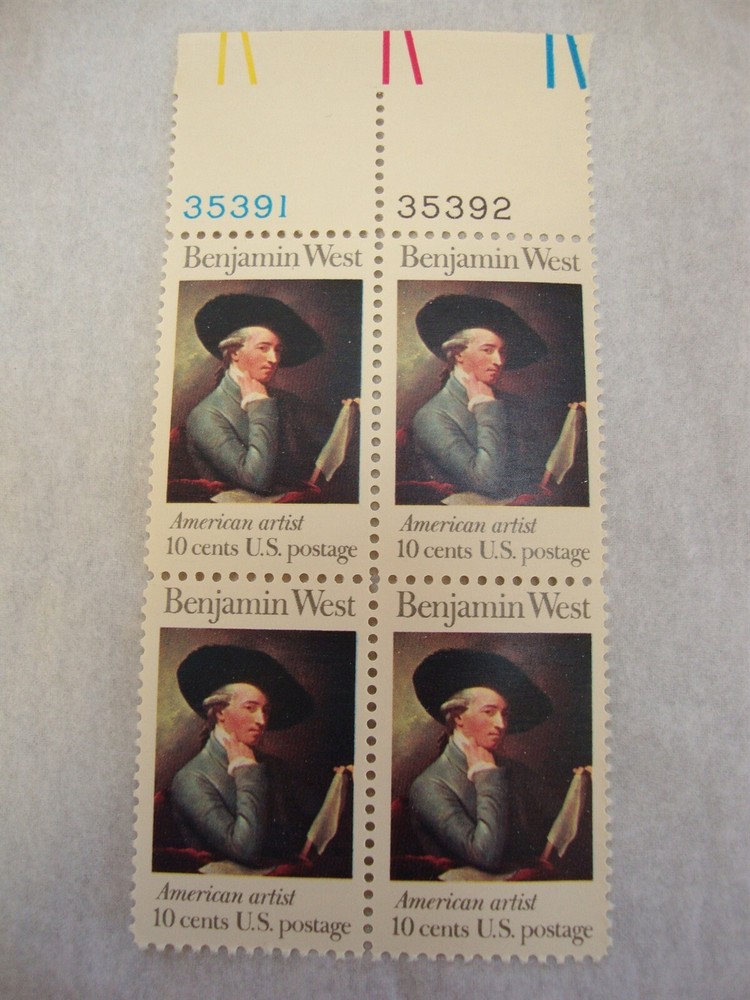 35391 35392
Benjamin West Benjamin West
American artist American artist
10 cents U.S. postage 10 cents U.S. postage
Benjamin West Benjamin West
American artist American artist
10 cents U.S. postage 10 cents U.S. postage